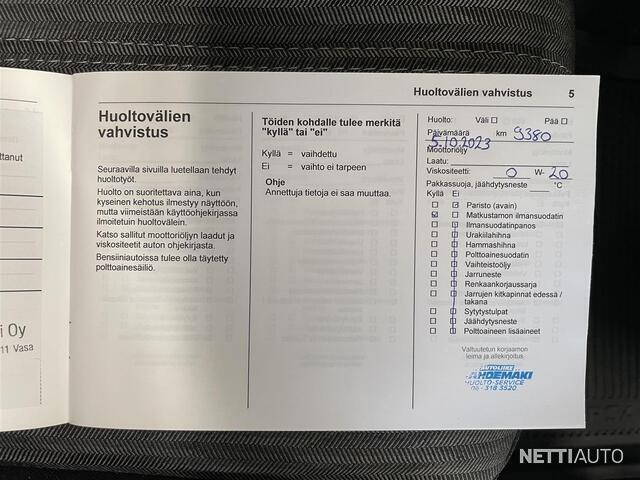 Huoltovälien vahvistus 5
ttanut
i Oy
11 Vasa
Huoltovälien
vahvistus
Seuraavilla sivuilla luetellaan tehdyt
huoltotyöt.
Huolto on suoritettava aina, kun
kyseinen kehotus ilmestyy näyttöön,
mutta viimeistään käyttöohjekirjassa
ilmoitetuin huoltovälein.
Katso sallitut moottoriöljyn laadut ja
viskositeetit auton ohjekirjasta.
Bensiiniautoissa tulee olla täytetty
polttoainesäiliö.
Töiden kohdalle tulee merkitä
"kyllä" tai "ei"
Kyllä = vaihdettu
Ei = vaihto ei tarpeen
Ohje
Annettuja tietoja ei saa muuttaa.
Huolto: Väli Pää
Päivämäärä km 9380
5.10.2023
Moottoriöljy
Laatu:
Viskositeetti: 0 W- 20
Pakkassuoja, jäähdytysneste °C
Kyllä Ei
Paristo (avain)
Matkustamon ilmansuodatin
Ilmansuodatinpanos
Urakiilahihna
Hammashihna
Polttoainesuodatin
Vaihteistoöljy
Jarruneste
Renkaankorjaussarja
Jarrujen kitkapinnat edessä /
takana
Sytytystulpat
Jäähdytysneste
Polttoaineen lisäaineet
Valtuutetun korjaamon
leima ja allekirjoitus
AUTOLIIKE
LAHDEMÄKI
HUOLTO-SERVICE
06- 318 3520
NETTIAUTO